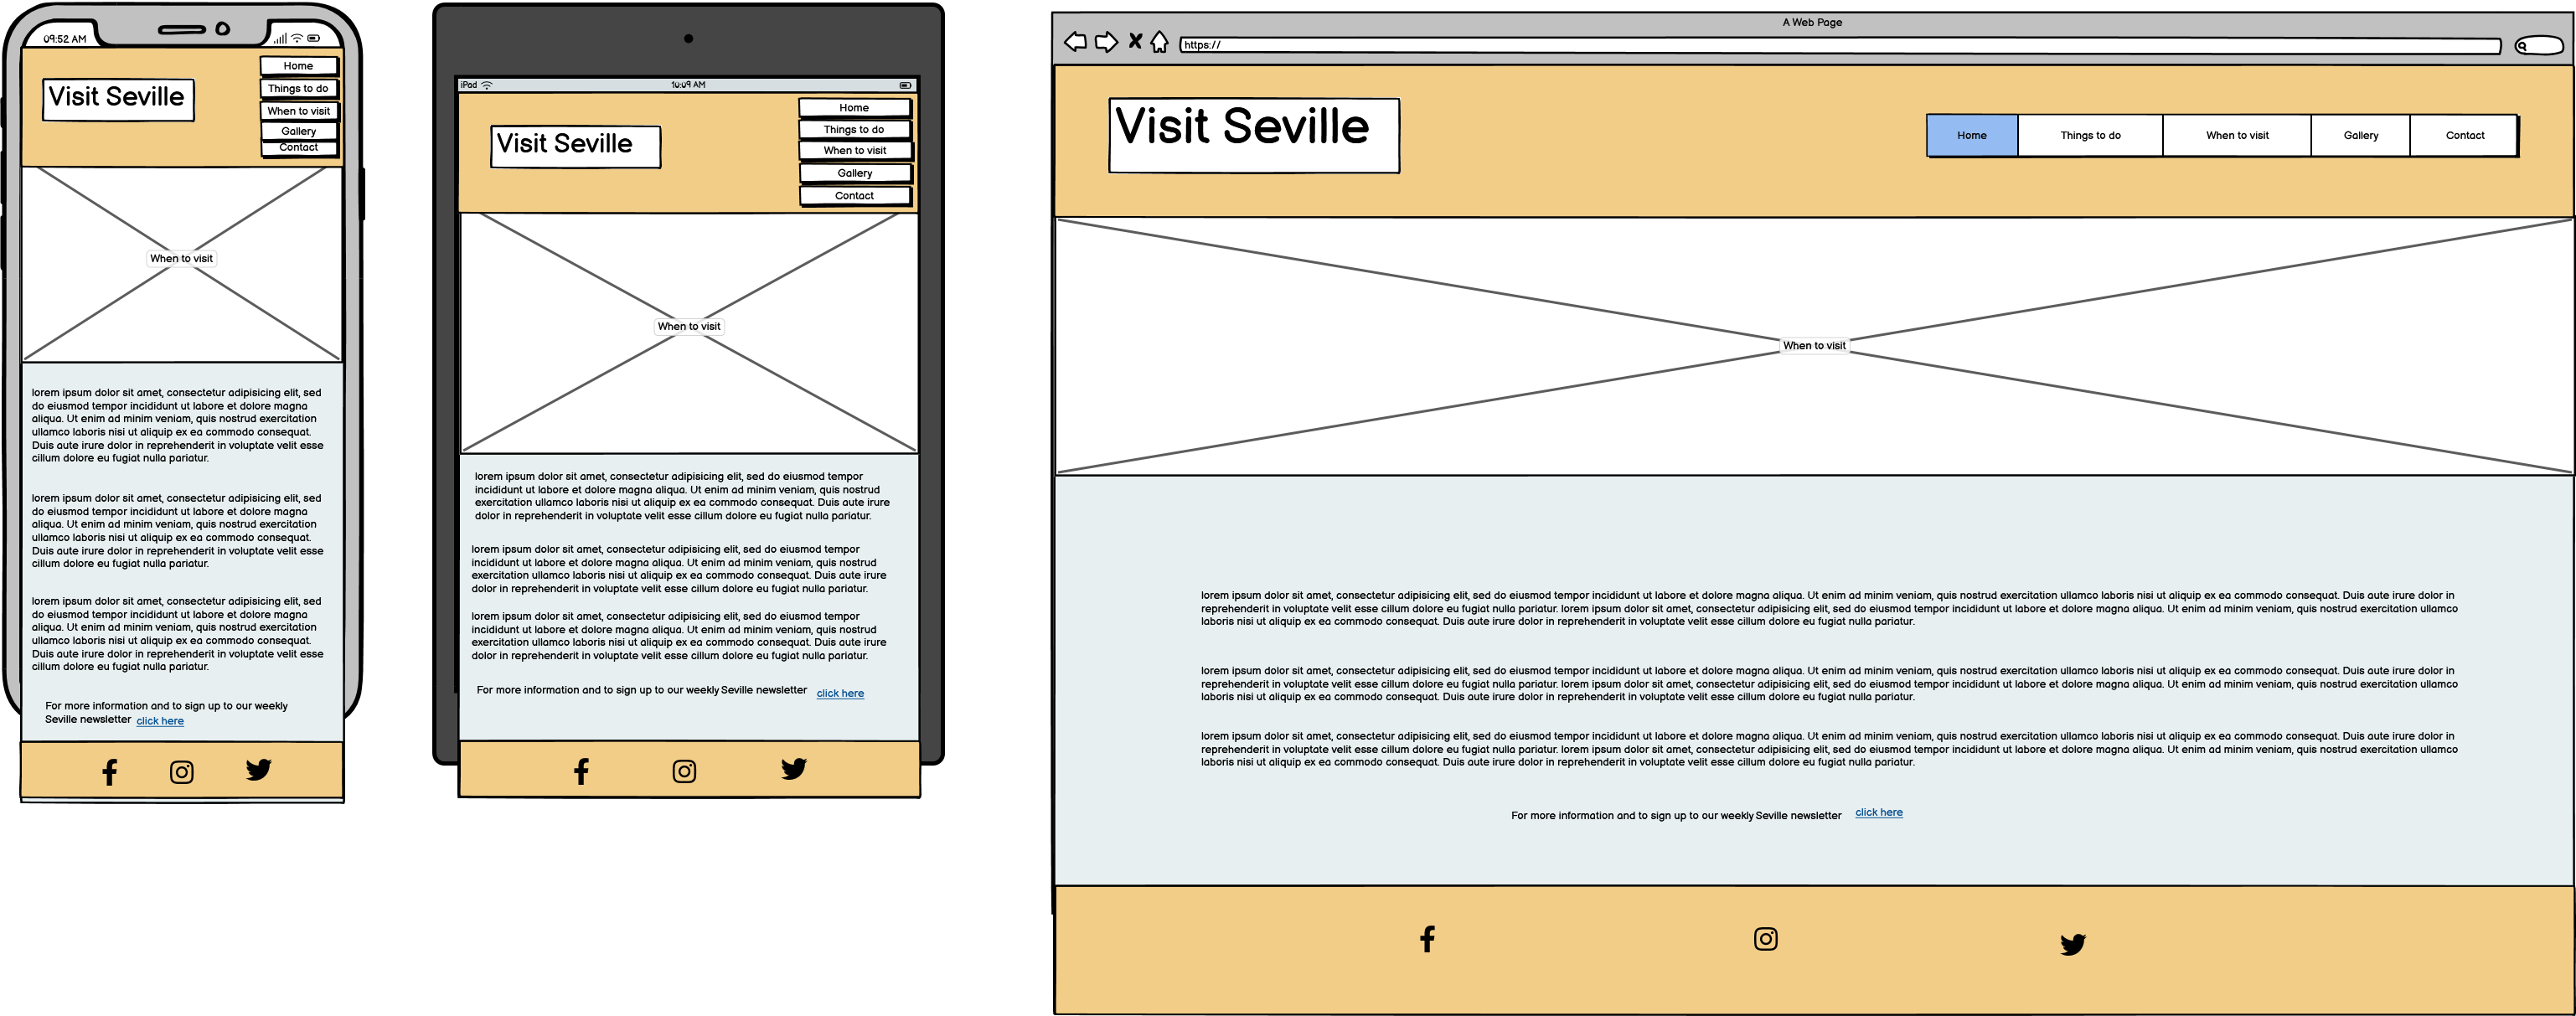 09:52 AM
Visit Seville
Home
Things to do
When to visit
Gallery
Contact
When to visit
lorem ipsum dolor sit amet, consectetur adipisicing elit, sed
do eiusmod tempor incididunt ut labore et dolore magna
aliqua. Ut enim ad minim veniam, quis nostrud exercitation
ullamco laboris nisi ut aliquip ex ea commodo consequat.
Duis aute irure dolor in reprehenderit in voluptate velit esse
cillum dolore eu fugiat nulla pariatur.
lorem ipsum dolor sit amet, consectetur adipisicing elit, sed
do eiusmod tempor incididunt ut labore et dolore magna
aliqua. Ut enim ad minim veniam, quis nostrud exercitation
ullamco laboris nisi ut aliquip ex ea commodo consequat.
Duis aute irure dolor in reprehenderit in voluptate velit esse
cillum dolore eu fugiat nulla pariatur.
lorem ipsum dolor sit amet, consectetur adipisicing elit, sed
do eiusmod tempor incididunt ut labore et dolore magna
aliqua. Ut enim ad minim veniam, quis nostrud exercitation
ullamco laboris nisi ut aliquip ex ea commodo consequat.
Duis aute irure dolor in reprehenderit in voluptate velit esse
cillum dolore eu fugiat nulla pariatur.
For more information and to sign up to our weekly
Seville newsletter click here
iPad 10:09 AM
Visit Seville
Home
Things to do
When to visit
Gallery
Contact
When to visit
lorem ipsum dolor sit amet, consectetur adipisicing elit, sed do eiusmod tempor
incididunt ut labore et dolore magna aliqua. Ut enim ad minim veniam, quis nostrud
exercitation ullamco laboris nisi ut aliquip ex ea commodo consequat. Duis aute irure
dolor in reprehenderit in voluptate velit esse cillum dolore eu fugiat nulla pariatur.
lorem ipsum dolor sit amet, consectetur adipisicing elit, sed do eiusmod tempor
incididunt ut labore et dolore magna aliqua. Ut enim ad minim veniam, quis nostrud
exercitation ullamco laboris nisi ut aliquip ex ea commodo consequat. Duis aute irure
dolor in reprehenderit in voluptate velit esse cillum dolore eu fugiat nulla pariatur.
lorem ipsum dolor sit amet, consectetur adipisicing elit, sed do eiusmod tempor
incididunt ut labore et dolore magna aliqua. Ut enim ad minim veniam, quis nostrud
exercitation ullamco laboris nisi ut aliquip ex ea commodo consequat. Duis aute irure
dolor in reprehenderit in voluptate velit esse cillum dolore eu fugiat nulla pariatur.
For more information and to sign up to our weekly Seville newsletter click here
A Web Page
https://
Visit Seville
Home Things to do When to visit Gallery Contact
When to visit
lorem ipsum dolor sit amet, consectetur adipisicing elit, sed do eiusmod tempor incididunt ut labore et dolore magna aliqua. Ut enim ad minim veniam, quis nostrud exercitation ullamco laboris nisi ut aliquip ex ea commodo consequat. Duis aute irure dolor in
reprehenderit in voluptate velit esse cillum dolore eu fugiat nulla pariatur. lorem ipsum dolor sit amet, consectetur adipisicing elit, sed do eiusmod tempor incididunt ut labore et dolore magna aliqua. Ut enim ad minim veniam, quis nostrud exercitation ullamco
laboris nisi ut aliquip ex ea commodo consequat. Duis aute irure dolor in reprehenderit in voluptate velit esse cillum dolore eu fugiat nulla pariatur.
lorem ipsum dolor sit amet, consectetur adipisicing elit, sed do eiusmod tempor incididunt ut labore et dolore magna aliqua. Ut enim ad minim veniam, quis nostrud exercitation ullamco laboris nisi ut aliquip ex ea commodo consequat. Duis aute irure dolor in
reprehenderit in voluptate velit esse cillum dolore eu fugiat nulla pariatur. lorem ipsum dolor sit amet, consectetur adipisicing elit, sed do eiusmod tempor incididunt ut labore et dolore magna aliqua. Ut enim ad minim veniam, quis nostrud exercitation ullamco
laboris nisi ut aliquip ex ea commodo consequat. Duis aute irure dolor in reprehenderit in voluptate velit esse cillum dolore eu fugiat nulla pariatur.
lorem ipsum dolor sit amet, consectetur adipisicing elit, sed do eiusmod tempor incididunt ut labore et dolore magna aliqua. Ut enim ad minim veniam, quis nostrud exercitation ullamco laboris nisi ut aliquip ex ea commodo consequat. Duis aute irure dolor in
reprehenderit in voluptate velit esse cillum dolore eu fugiat nulla pariatur. lorem ipsum dolor sit amet, consectetur adipisicing elit, sed do eiusmod tempor incididunt ut labore et dolore magna aliqua. Ut enim ad minim veniam, quis nostrud exercitation ullamco
laboris nisi ut aliquip ex ea commodo consequat. Duis aute irure dolor in reprehenderit in voluptate velit esse cillum dolore eu fugiat nulla pariatur.
For more information and to sign up to our weekly Seville newsletter click here